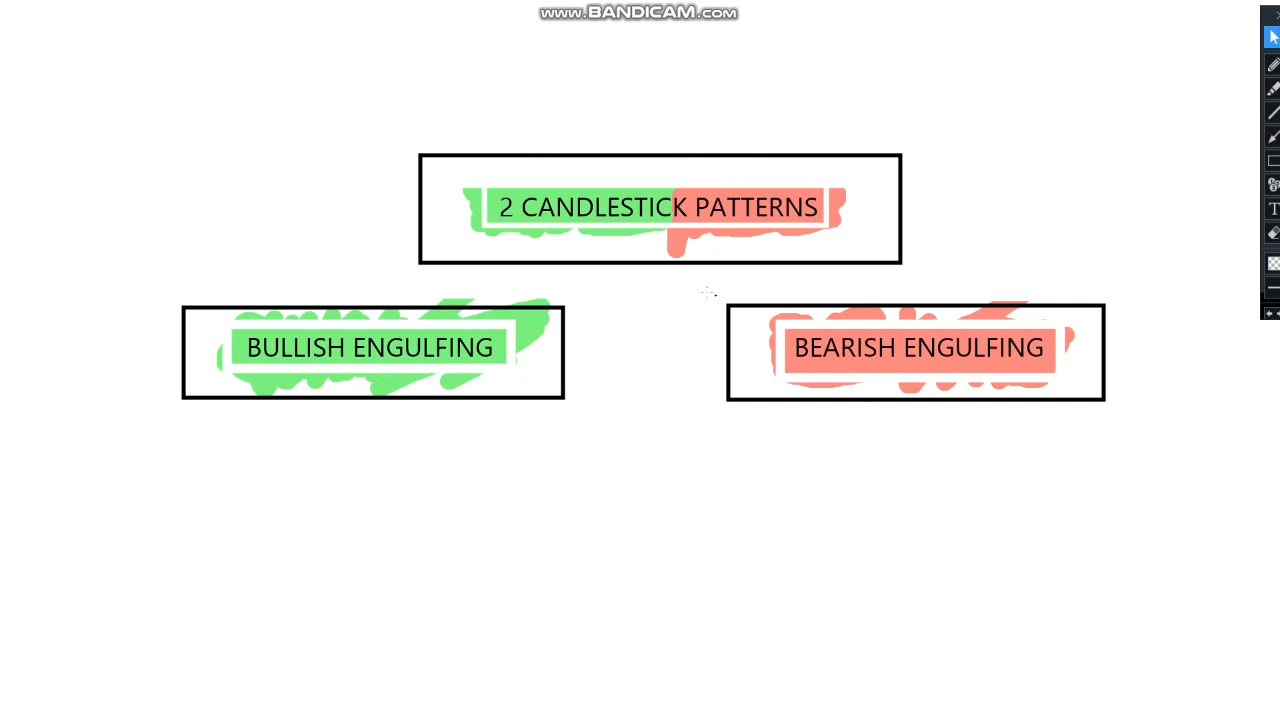 www.BANDICAM.com
2 CANDLESTICK PATTERNS
BULLISH ENGULFING
BEARISH ENGULFING
T